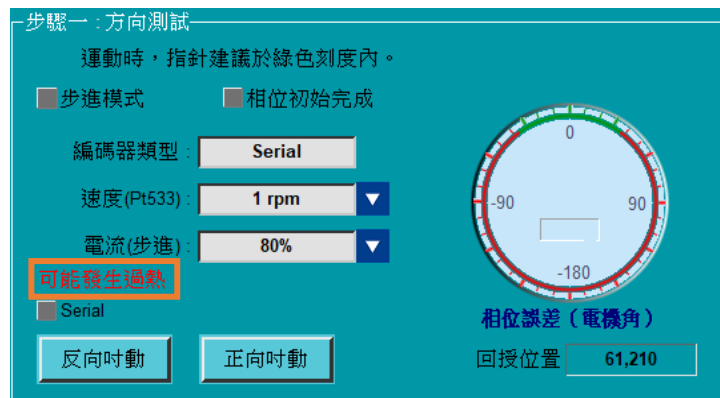 步驟一 : 方向測試
運動時，指針建議於綠色刻度內。
步進模式
相位初始完成
編碼器類型 : Serial
速度(Pt533) : 1 rpm
電流(步進) : 80%
可能發生過熱
Serial
反向吋動
正向吋動
0
-90
90
-180
相位誤差（電機角）
回授位置 61,210